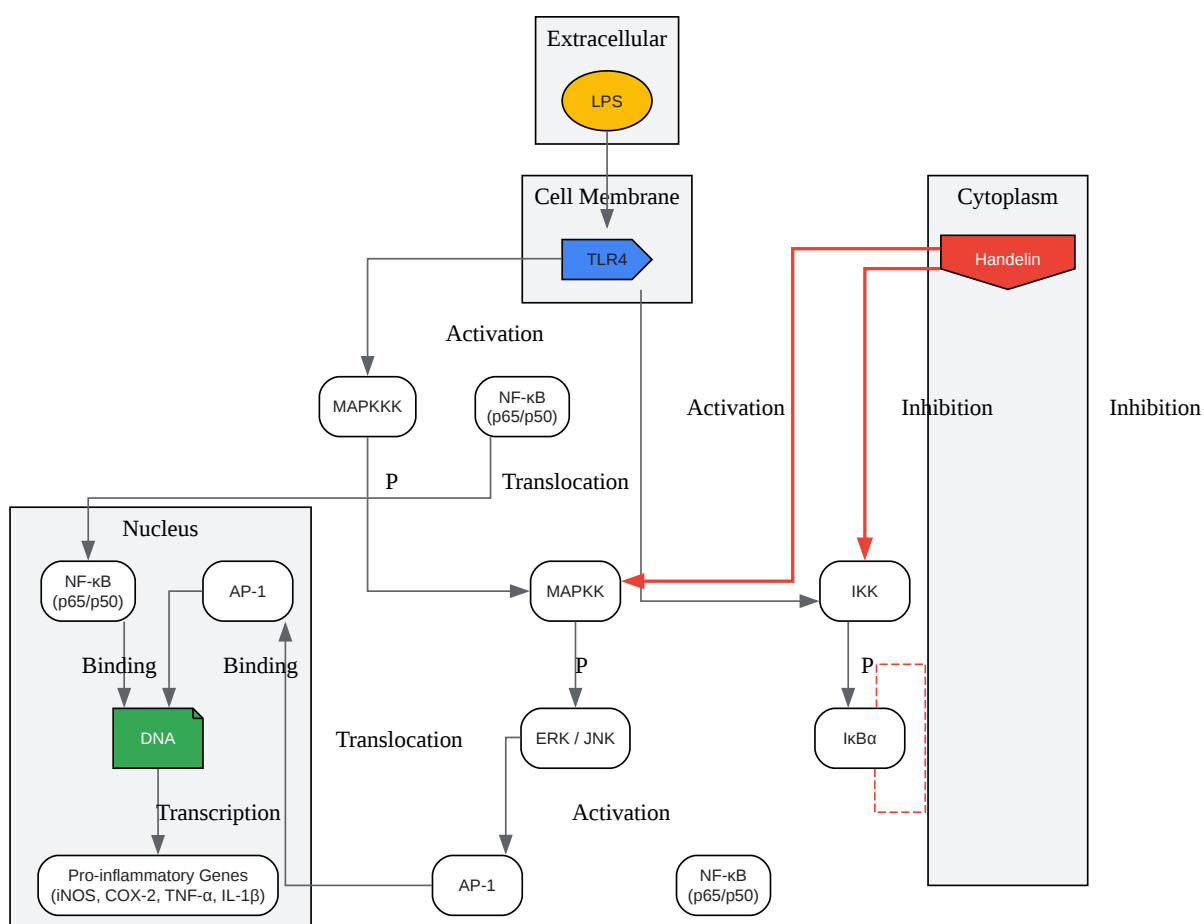 Extracellular
LPS
Cell Membrane
Cytoplasm
TLR4
Handelin
Activation
MAPKKK
NF-κB
(p65/p50)
Activation
Inhibition
Inhibition
P
Translocation
Nucleus
NF-κB
(p65/p50)
AP-1
MAPKK
IKK
Binding
Binding
P
P
DNA
Translocation
ERK / JNK
IκBα
Transcription
Activation
Pro-inflammatory Genes
(iNOS, COX-2, TNF-α, IL-1β)
AP-1
NF-κB
(p65/p50)